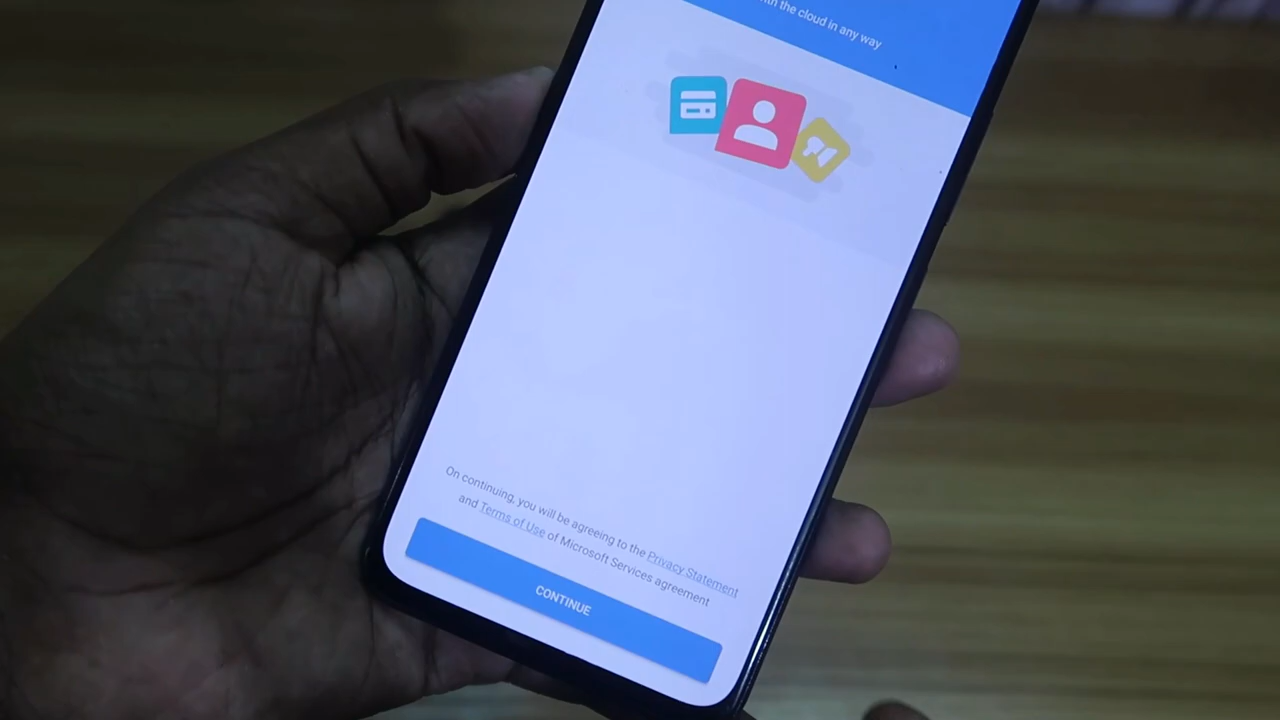 with the cloud in any way
On continuing, you will be agreeing to the Privacy Statement
and Terms of Use of Microsoft Services agreement
CONTINUE